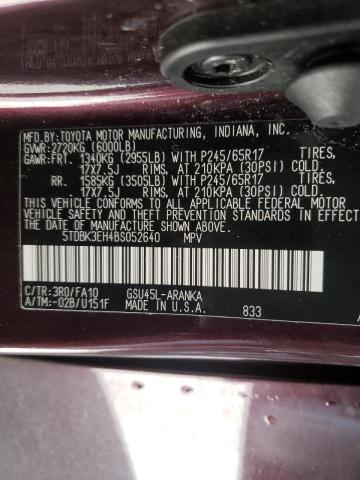 MFD.BY: TOYOTA MOTOR MANUFACTURING, INDIANA, INC.
GVWR: 2720KG (6000LB)
GAWR:FRT. 1340KG (2955LB) WITH P245/65R17 TIRES,
17X7.5J RIMS, AT 210KPA (30PSI) COLD.
RR. 1585KG (3505LB) WITH P245/65R17 TIRES,
17X7.5J RIMS, AT 210KPA (30PSI) COLD.
THIS VEHICLE CONFORMS TO ALL APPLICABLE FEDERAL MOTOR
VEHICLE SAFETY STANDARDS IN EFFECT ON THE
DATE OF MANUFACTURE SHOWN ABOVE.
5TDBK3EH4BS052640 MPV
C/TR: 3R0/FA10 GSU45L-ARANKA
A/TM:-02B/U151F MADE IN U.S.A. 833